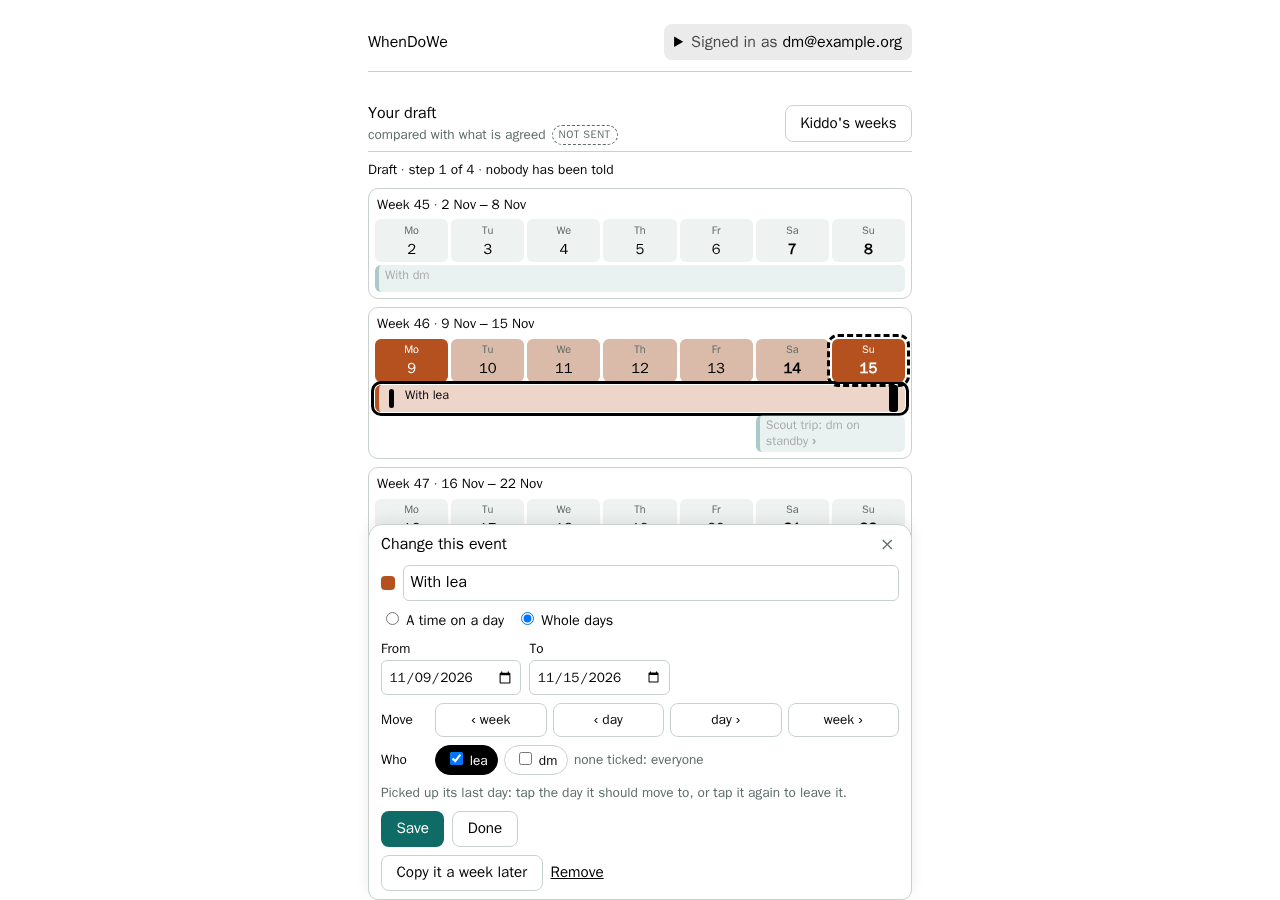 WhenDoWe
▶ Signed in as dm@example.org
Your draft
compared with what is agreed NOT SENT
Kiddo's weeks
Draft · step 1 of 4 · nobody has been told
Week 45 · 2 Nov – 8 Nov
Mo Tu We Th Fr Sa Su
2 3 4 5 6 7 8
With dm
Week 46 · 9 Nov – 15 Nov
Mo Tu We Th Fr Sa Su
9 10 11 12 13 14 15
With lea
Scout trip: dm on
standby ›
Week 47 · 16 Nov – 22 Nov
Mo Tu We Th Fr Sa Su
Change this event ×
With lea
A time on a day Whole days
From To
11/09/2026 11/15/2026
Move ‹ week ‹ day day › week ›
Who lea dm none ticked: everyone
Picked up its last day: tap the day it should move to, or tap it again to leave it.
Save Done
Copy it a week later Remove